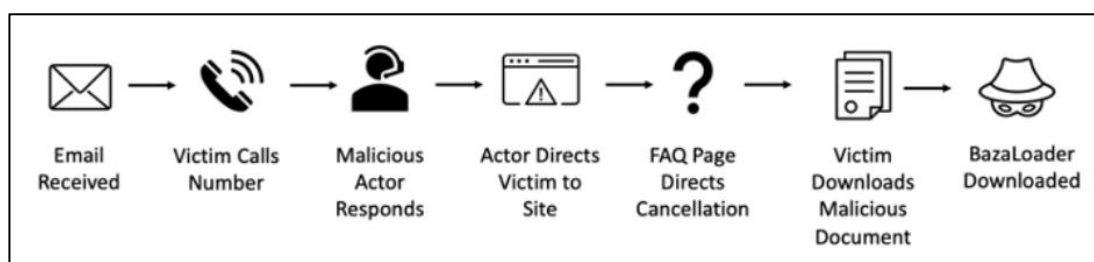 Email
Received
Victim Calls
Number
Malicious
Actor
Responds
Actor Directs
Victim to
Site
FAQ Page
Directs
Cancellation
Victim
Downloads
Malicious
Document
BazaLoader
Downloaded